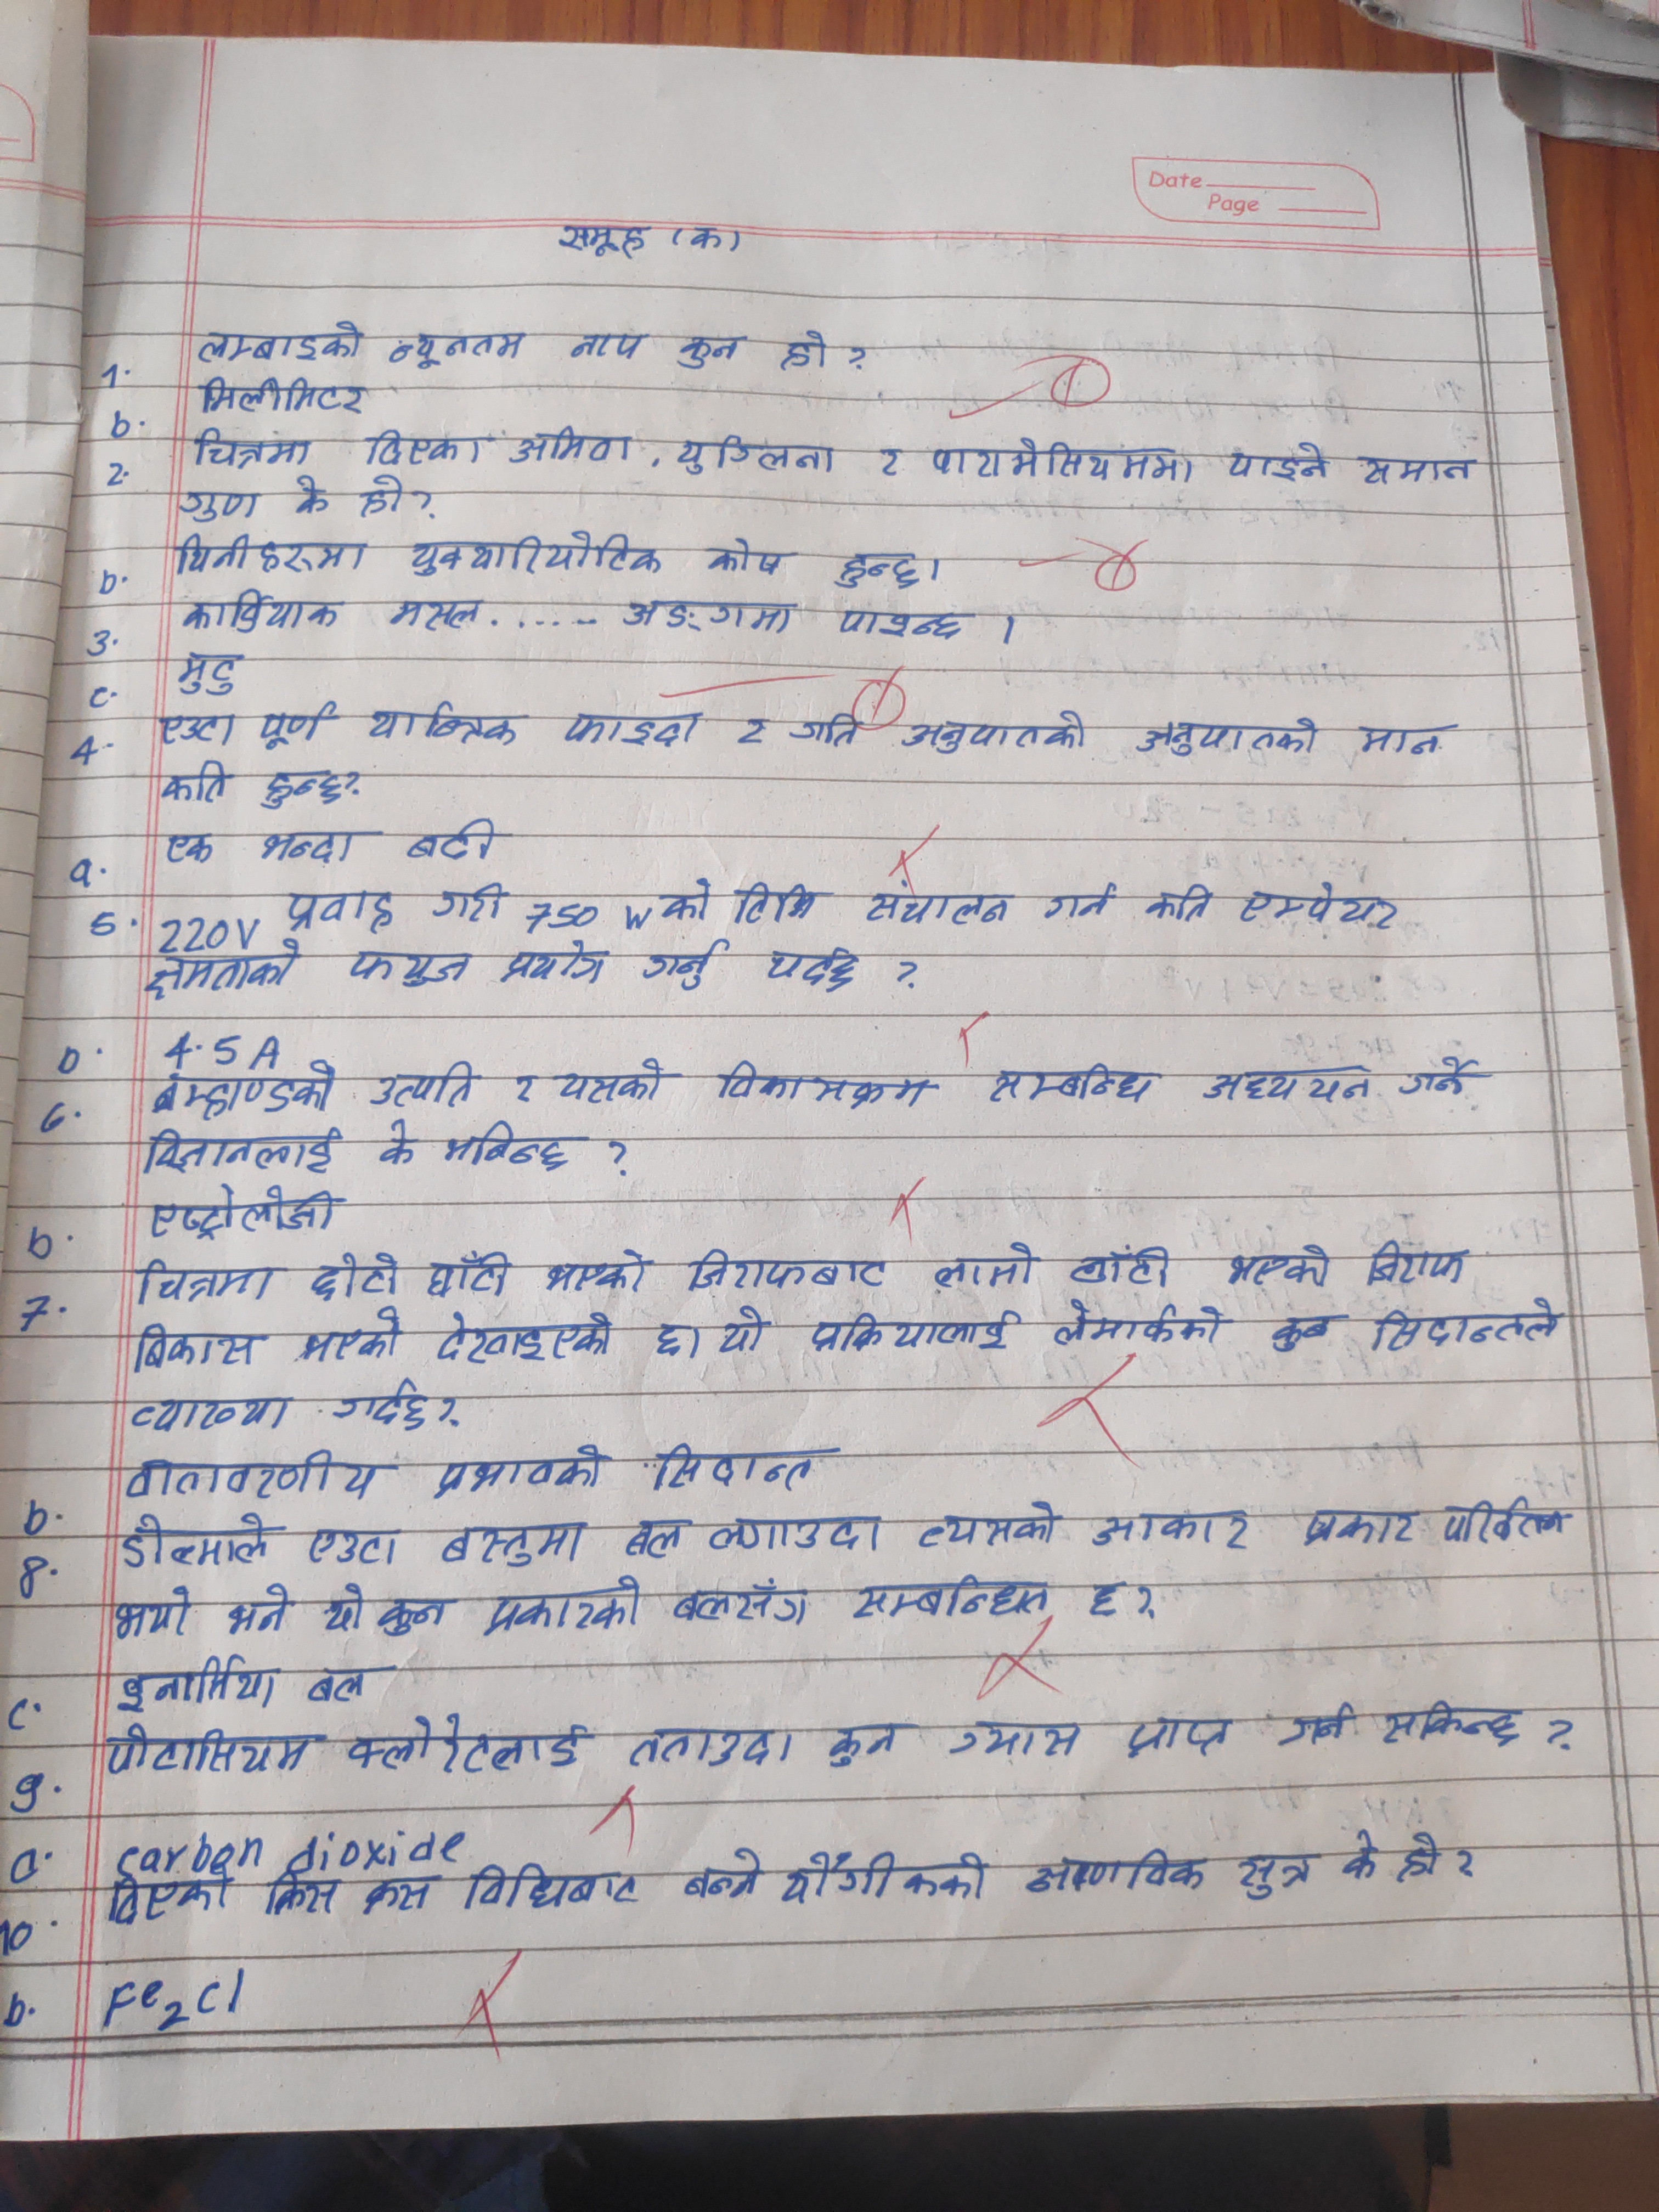 Date
Page
समूह (क)
1. लम्बाइको न्यूनतम नाप कुन हो ?
b. मिलीमिटर
2. चित्रमा दिएका अमिवा, युग्लिना र पारामेसियममा पाइने समान
गुण के हो ?
b. यिनीहरुमा युक्यारियोटिक कोष हुन्छ।
3. कार्डियाक मसल...... अङ्गमा पाइन्छ ।
c. मुटु
4. एउटा पूर्ण यान्त्रिक फाइदा र गति अनुपातको अनुपातको मान
कति हुन्छ?
a. एक भन्दा बढी
5. 220V प्रवाह गरी 750 W को टिभि संचालन गर्न कति एम्पेयर
क्षमताको फ्युज प्रयोग गर्नु पर्दछ ?
b. 4.5 A
6. ब्रम्हाण्डको उत्पति र यसको विकासक्रम सम्बन्धि अध्ययन गर्ने
विज्ञानलाई के भनिन्छ ?
b. एष्ट्रोलोजी
7. चित्रमा छोटो घाँटी भएको जिराफबाट लामो घाँटी भएको जिराफ
बिकास भएको देखाइएको छ। यो प्रक्रियालाई लेमार्कको कुन सिदान्तले
व्याख्या गर्दछ?
b. वातावरणीय प्रभावको सिदान्त
8. डोल्माले एउटा बस्तुमा बल लगाउदा त्यसको आकार प्रकार परिर्वतन
भयो भने यो कुन प्रकारको बलसँग सम्बन्धित छ ?
c. इनार्सिया बल
9. पोटासियम क्लोरेटलाई तताउदा कुन ग्यास प्राप्त गर्न सकिन्छ ?
a. carbon dioxide
10. दिएको क्रिस क्रस विधिबाट बन्ने यौगीकको आणविक सुत्र के हो ?
b. Fe₂Cl